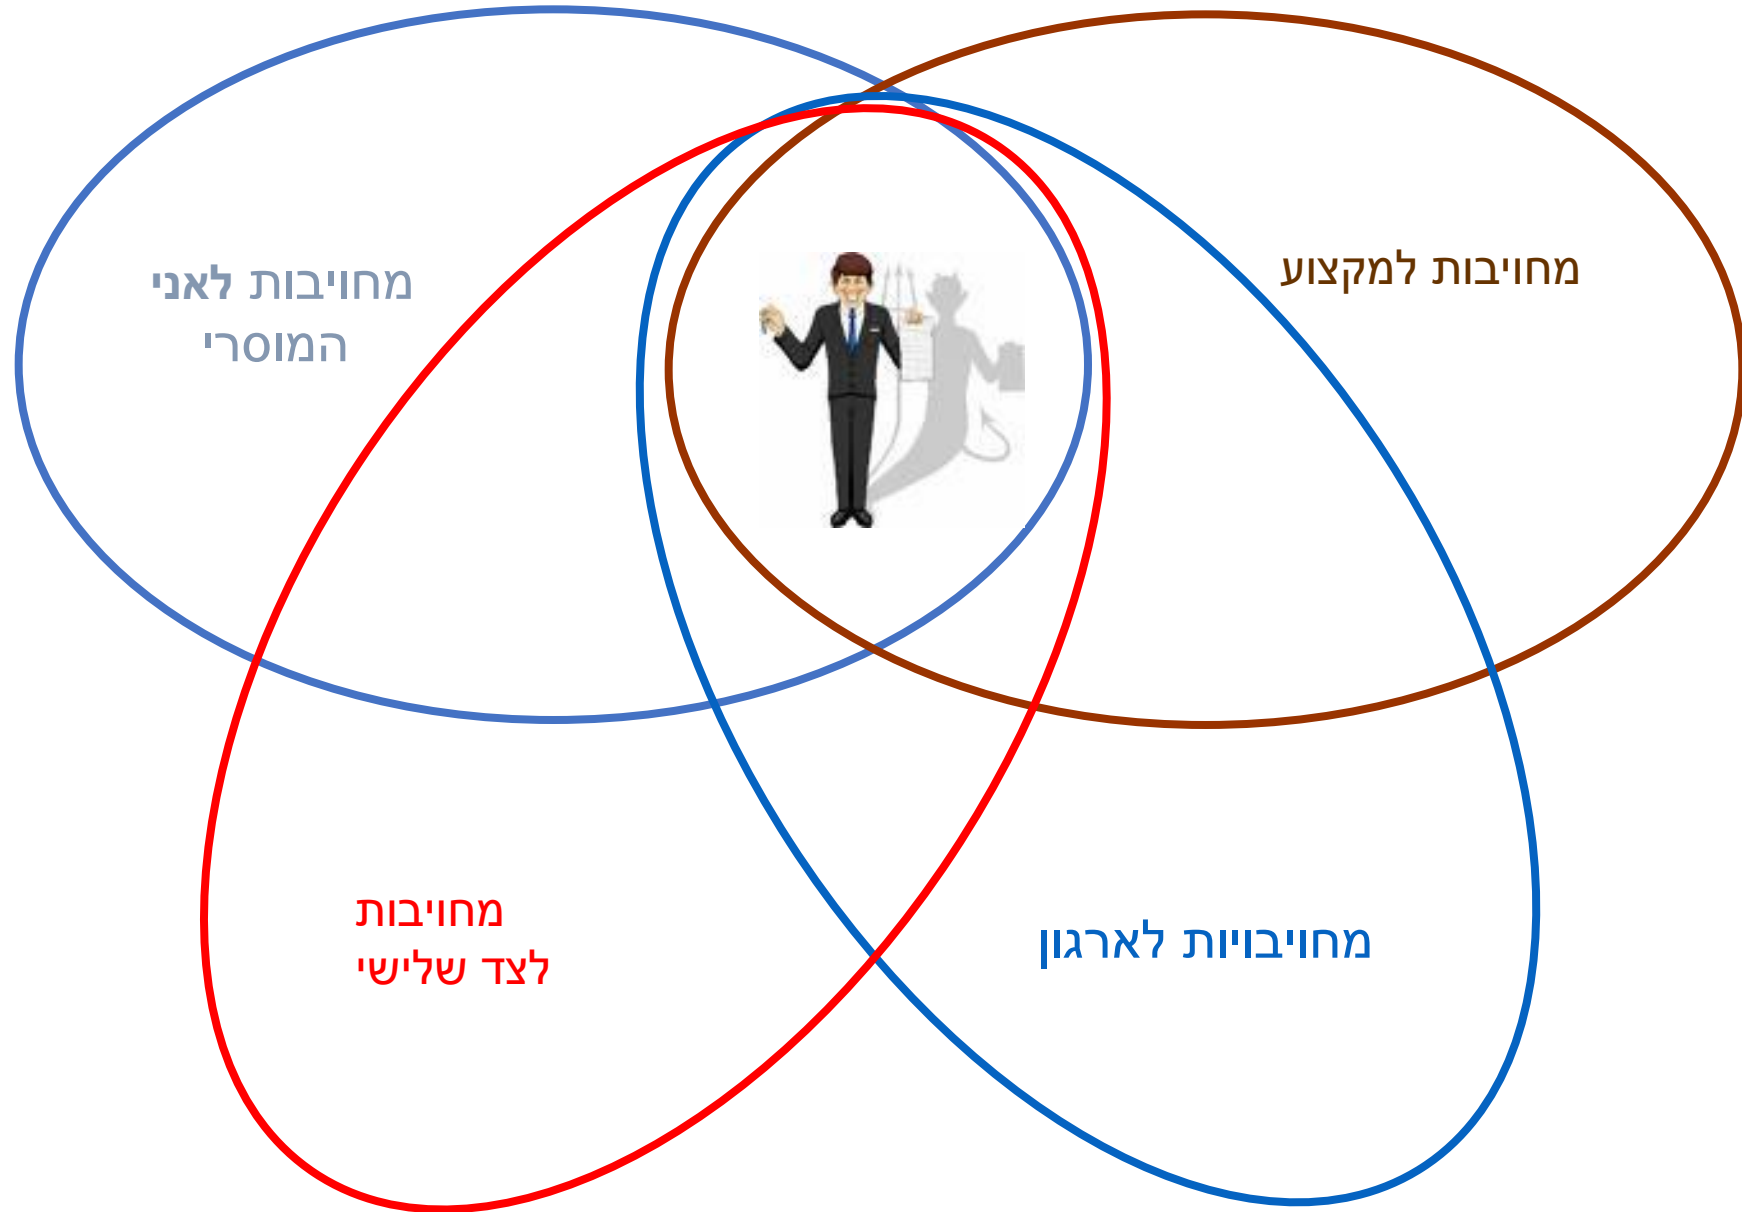 מחויבות למקצוע
מחויבות לאני
המוסרי
מחויבויות לארגון
מחויבות
לצד שלישי